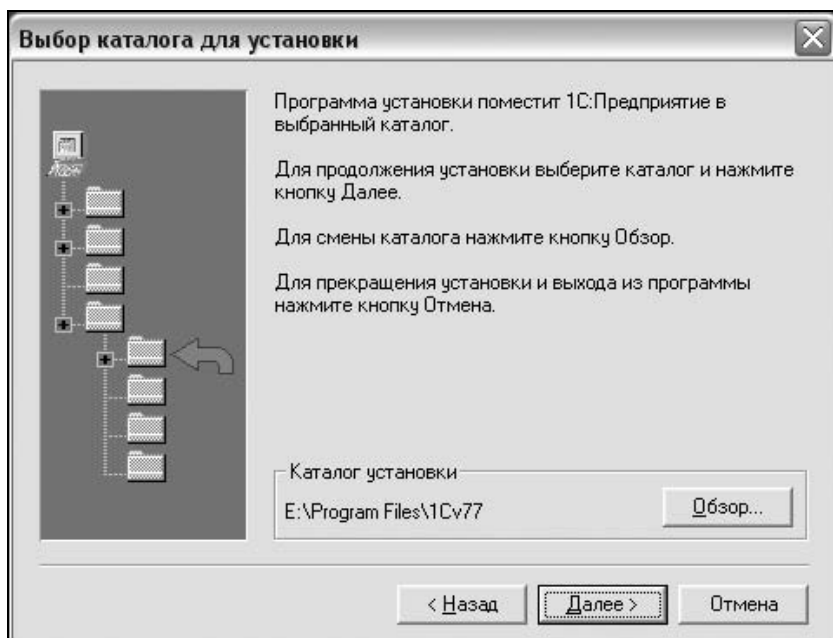 Выбор каталога для установки
Программа установки поместит 1С:Предприятие в
выбранный каталог.
Для продолжения установки выберите каталог и нажмите
кнопку Далее.
Для смены каталога нажмите кнопку Обзор.
Для прекращения установки и выхода из программы
нажмите кнопку Отмена.
Каталог установки
E:\Program Files\1Cv77
Обзор...
< Назад
Далее >
Отмена